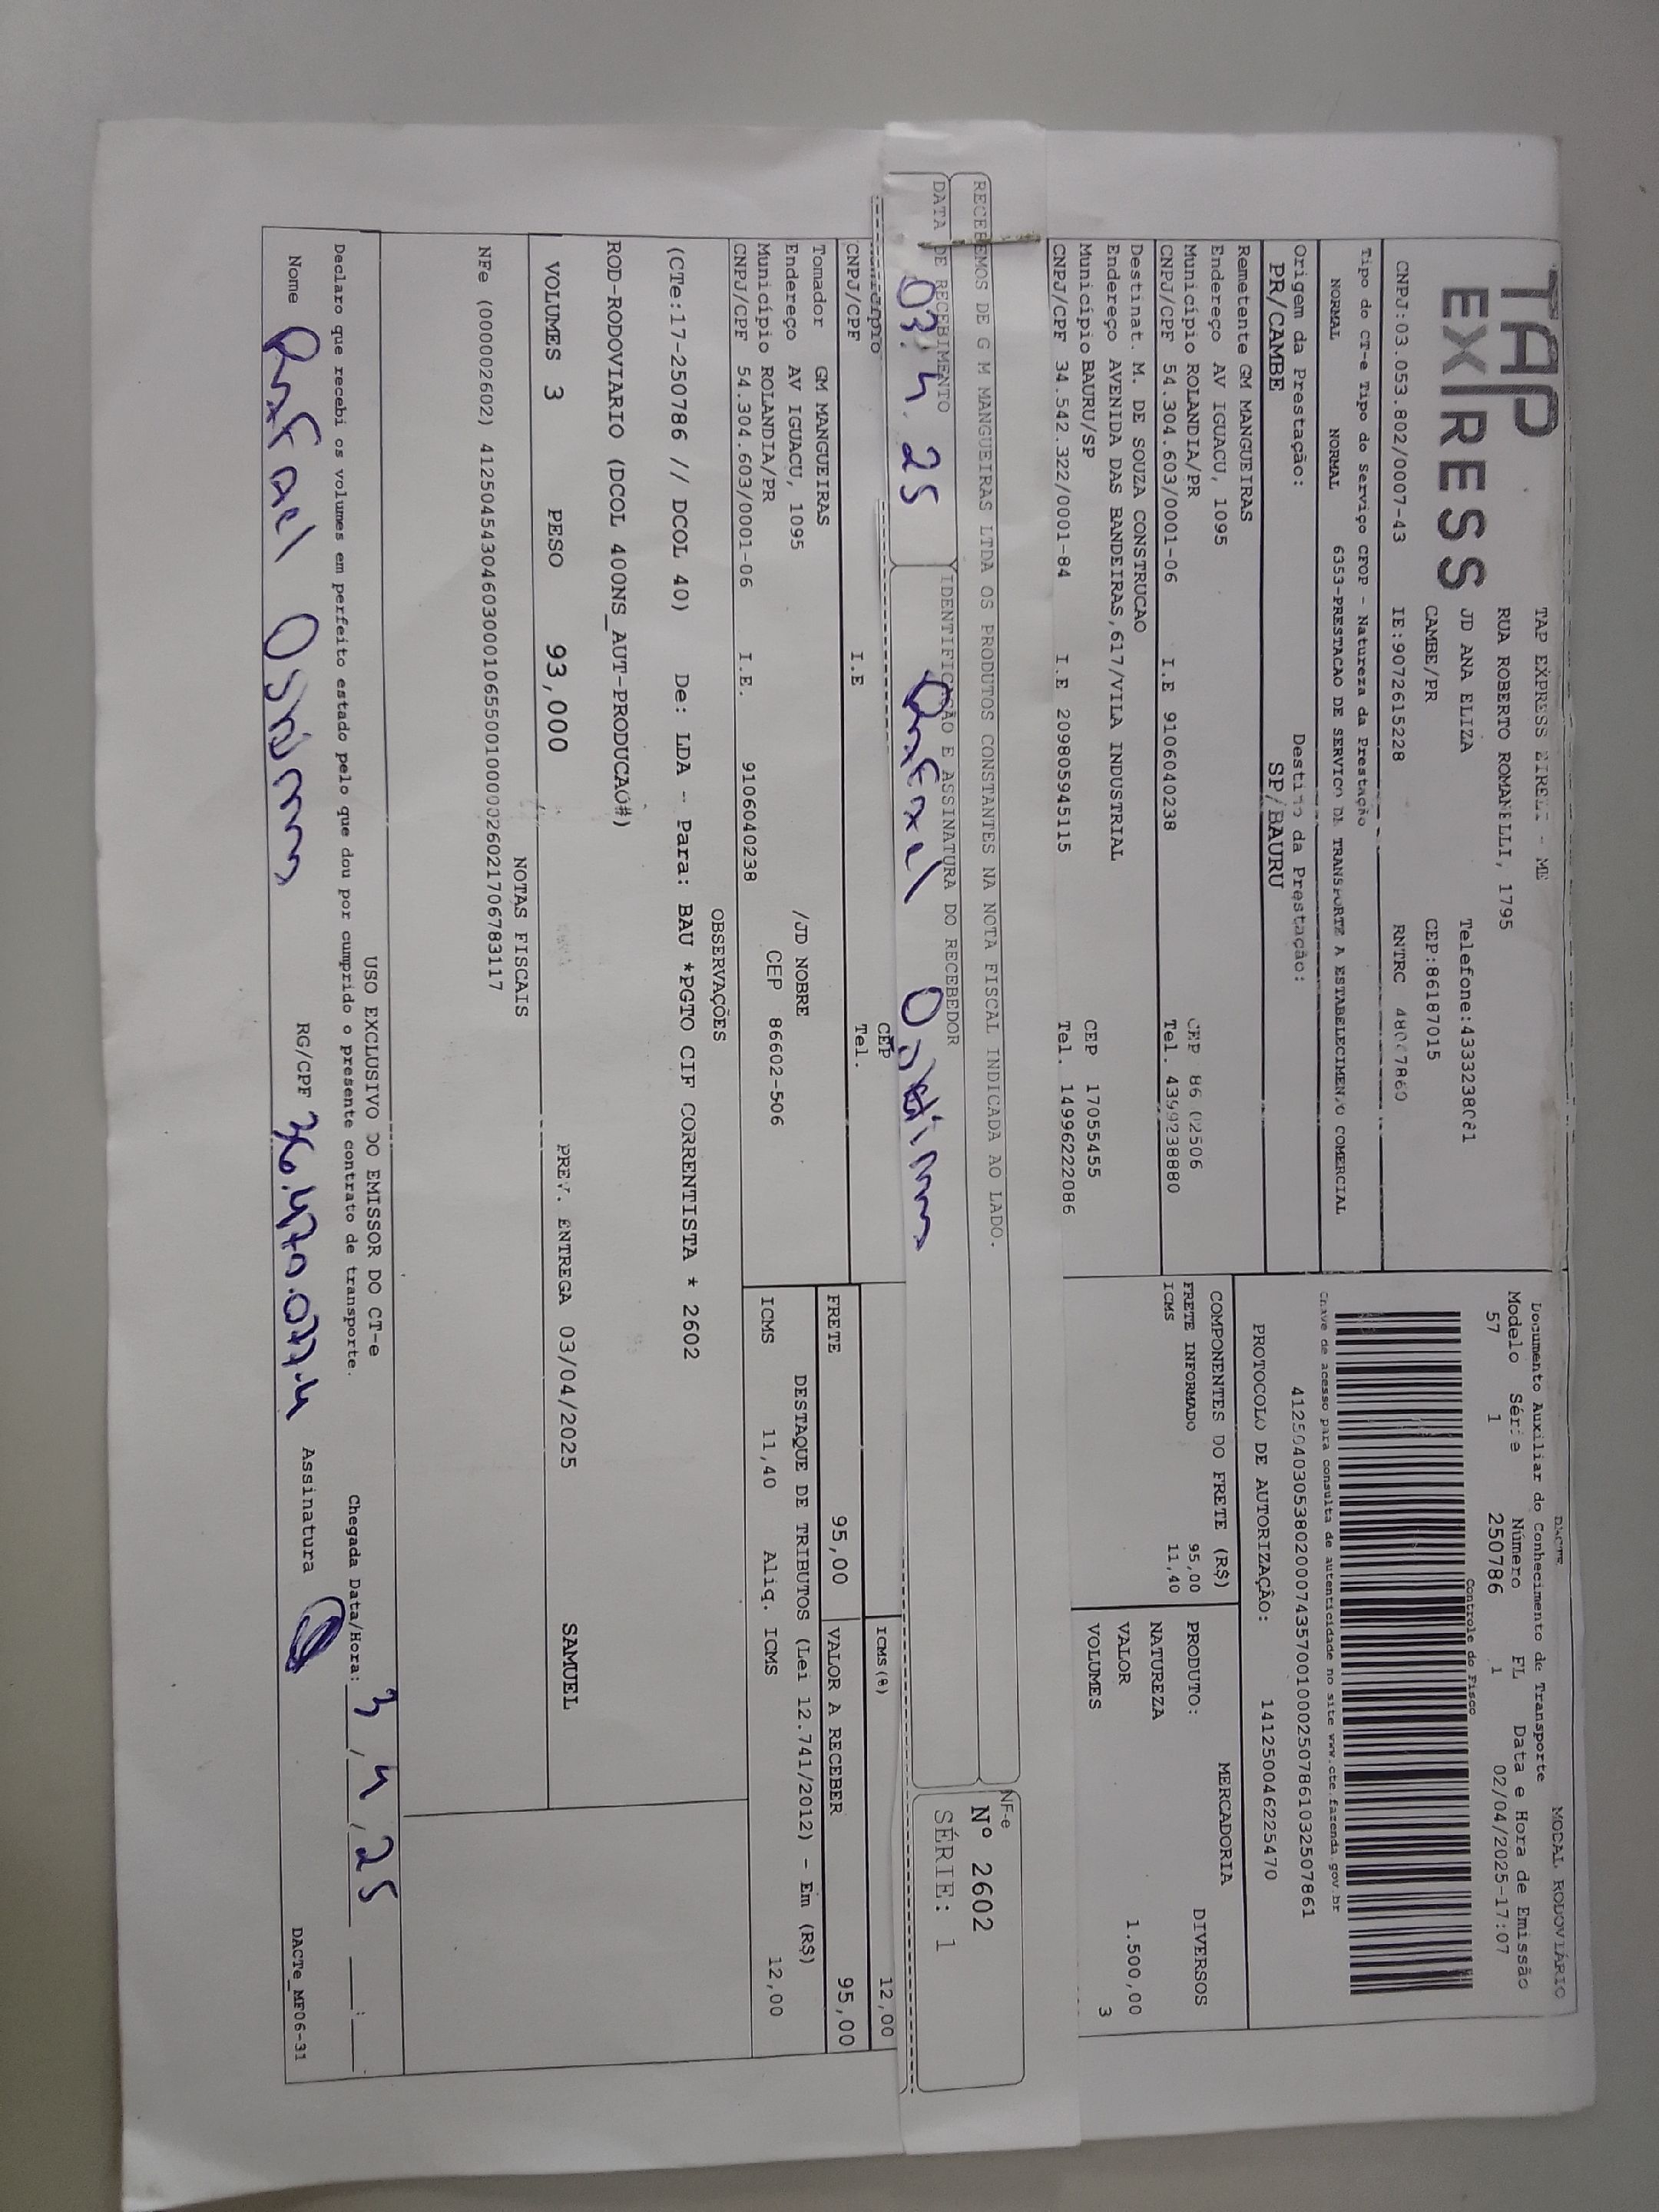 TAP
EXPRESS
TAP EXPRESS EIRELI - ME
RUA ROBERTO ROMANELLI, 1795
JD ANA ELIZA Telefone:4333238081
CAMBE/PR CEP:86187015
CNPJ:03.053.802/0007-43 IE:9072615228 RNTRC
DACTE MODAL RODOVIÁRIO
Documento Auxiliar do Conhecimento de Transporte
Modelo Série Número FL Data e Hora de Emissão
57 1 250786 1 02/04/2025-17:07
Controle do Fisco
Chave de acesso para consulta de autenticidade no site www.cte.fazenda.gov.br
41250403053802000743570010002507861032507861
PROTOCOLO DE AUTORIZAÇÃO: 141250046225470
Tipo do CT-e Tipo do Serviço CFOP - Natureza da Prestação
NORMAL NORMAL 6353-PRESTACAO DE SERVICO DE TRANSPORTE A ESTABELECIMENTO COMERCIAL
Origem da Prestação: Destino da Prestação:
PR/CAMBE SP/BAURU
Remetente GM MANGUEIRAS
Endereço AV IGUACU, 1095
Município ROLANDIA/PR CEP 86602506
CNPJ/CPF 54.304.603/0001-06 I.E 9106040238 Tel. 4399238880
Destinat. M. DE SOUZA CONSTRUCAO
Endereço AVENIDA DAS BANDEIRAS,617/VILA INDUSTRIAL
Município BAURU/SP CEP 17055455
CNPJ/CPF 34.542.322/0001-84 I.E 209805945115 Tel. 14996222086
COMPONENTES DO FRETE (R$)
FRETE INFORMADO 95,00
ICMS 11,40
MERCADORIA
PRODUTO: DIVERSOS
NATUREZA
VALOR 1.500,00
VOLUMES 3
RECEBEMOS DE G M MANGUEIRAS LTDA OS PRODUTOS CONSTANTES NA NOTA FISCAL INDICADA AO LADO.
DATA DE RECEBIMENTO IDENTIFICAÇÃO E ASSINATURA DO RECEBEDOR
03.4.25 Rafael
NF-e
Nº 2602
SÉRIE: 1
Município CEP
CNPJ/CPF I.E Tel.
ICMS(%) 12,00
FRETE 95,00 VALOR A RECEBER 95,00
Tomador GM MANGUEIRAS
Endereço AV IGUACU, 1095 /JD NOBRE
Município ROLANDIA/PR CEP 86602-506
CNPJ/CPF 54.304.603/0001-06 I.E. 9106040238
DESTAQUE DE TRIBUTOS (Lei 12.741/2012) - Em (R$)
ICMS 11,40 Aliq. ICMS 12,00
OBSERVAÇÕES
(CTe:17-250786 // DCOL 40) De: LDA - Para: BAU *PGTO CIF CORRENTISTA * 2602
ROD-RODOVIARIO (DCOL 400NS_AUT-PRODUCAO#)
VOLUMES 3 PESO 93,000 PREV. ENTREGA 03/04/2025 SAMUEL
NOTAS FISCAIS
NFe (000002602) 41250454304603000106550010000026021706783117
USO EXCLUSIVO DO EMISSOR DO CT-e
Declaro que recebi os volumes em perfeito estado pelo que dou por cumprido o presente contrato de transporte. Chegada Data/Hora: 3/4/25
Nome Rafael RG/CPF 36.470.077.4 Assinatura
DACTe_MF06-31